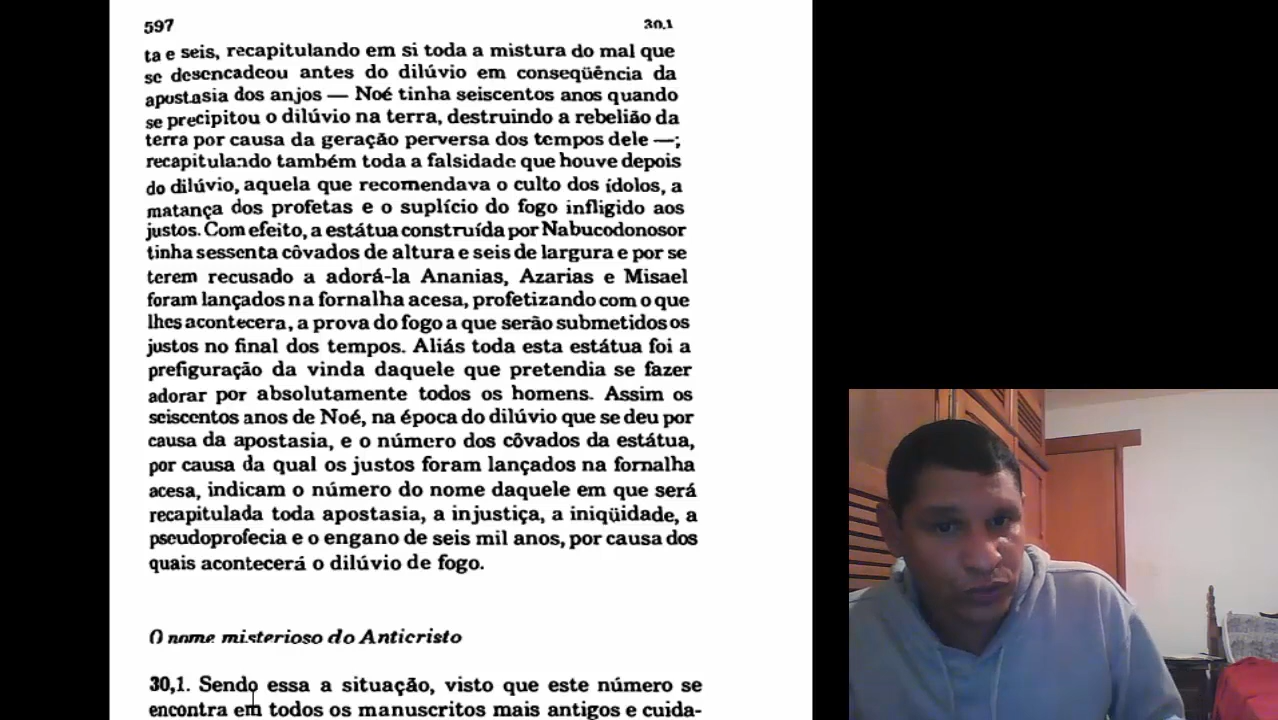 597 30,1
ta e seis, recapitulando em si toda a mistura do mal que
se desencadeou antes do dilúvio em conseqüência da
apostasia dos anjos — Noé tinha seiscentos anos quando
se precipitou o dilúvio na terra, destruindo a rebelião da
terra por causa da geração perversa dos tempos dele —;
recapitulando também toda a falsidade que houve depois
do dilúvio, aquela que recomendava o culto dos ídolos, a
matança dos profetas e o suplício do fogo infligido aos
justos. Com efeito, a estátua construída por Nabucodonosor
tinha sessenta côvados de altura e seis de largura e por se
terem recusado a adorá-la Ananias, Azarias e Misael
foram lançados na fornalha acesa, profetizando com o que
lhes acontecera, a prova do fogo a que serão submetidos os
justos no final dos tempos. Aliás toda esta estátua foi a
prefiguração da vinda daquele que pretendia se fazer
adorar por absolutamente todos os homens. Assim os
seiscentos anos de Noé, na época do dilúvio que se deu por
causa da apostasia, e o número dos côvados da estátua,
por causa da qual os justos foram lançados na fornalha
acesa, indicam o número do nome daquele em que será
recapitulada toda apostasia, a injustiça, a iniqüidade, a
pseudoprofecia e o engano de seis mil anos, por causa dos
quais acontecerá o dilúvio de fogo.
O nome misterioso do Anticristo
30,1. Sendo essa a situação, visto que este número se
encontra em todos os manuscritos mais antigos e cuida-